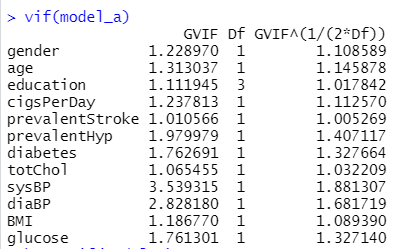 > vif(model_a)
GVIF Df GVIF^(1/(2*Df))
gender 1.228970 1 1.108589
age 1.313037 1 1.145878
education 1.111945 3 1.017842
cigsPerDay 1.237813 1 1.112570
prevalentStroke 1.010566 1 1.005269
prevalentHyp 1.979979 1 1.407117
diabetes 1.762691 1 1.327664
totChol 1.065455 1 1.032209
sysBP 3.539315 1 1.881307
diaBP 2.828180 1 1.681719
BMI 1.186770 1 1.089390
glucose 1.761301 1 1.327140